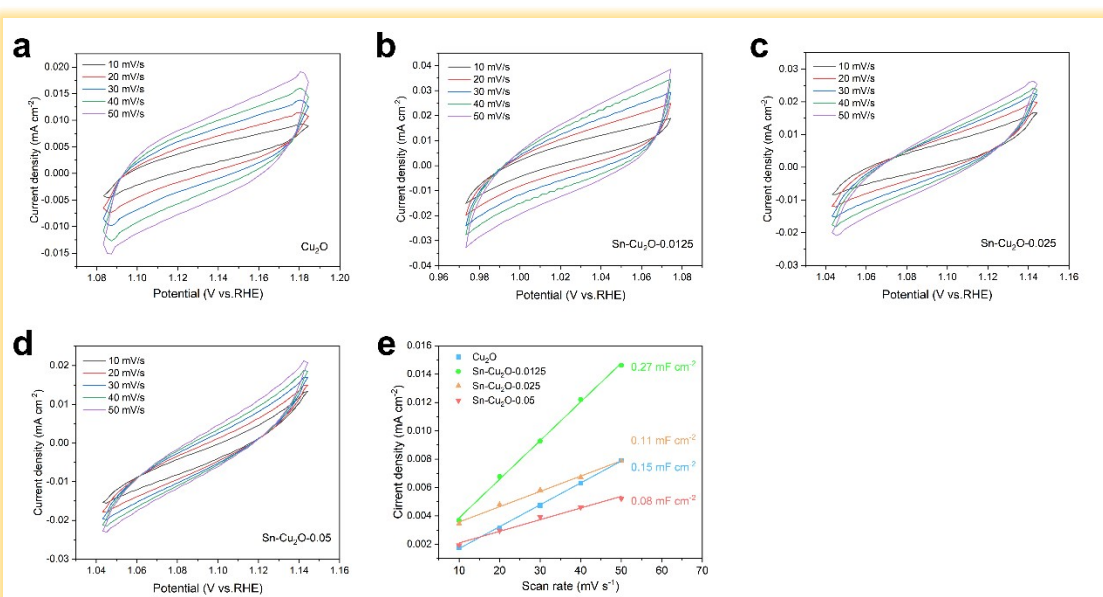 a
0.020
0.015
0.010
0.005
0.000
-0.005
-0.010
-0.015
Current density (mA cm⁻²)
10 mV/s
20 mV/s
30 mV/s
40 mV/s
50 mV/s
Cu₂O
1.08 1.10 1.12 1.14 1.16 1.18 1.20
Potential (V vs.RHE)
b
0.04
0.03
0.02
0.01
0.00
-0.01
-0.02
-0.03
-0.04
Current density (mA cm⁻²)
10 mV/s
20 mV/s
30 mV/s
40 mV/s
50 mV/s
Sn-Cu₂O-0.0125
0.96 0.98 1.00 1.02 1.04 1.06 1.08
Potential (V vs.RHE)
c
0.03
0.02
0.01
0.00
-0.01
-0.02
-0.03
Current density (mA cm⁻²)
10 mV/s
20 mV/s
30 mV/s
40 mV/s
50 mV/s
Sn-Cu₂O-0.025
1.04 1.06 1.08 1.10 1.12 1.14 1.16
Potential (V vs.RHE)
d
0.02
0.01
0.00
-0.01
-0.02
-0.03
Current density (mA cm⁻²)
10 mV/s
20 mV/s
30 mV/s
40 mV/s
50 mV/s
Sn-Cu₂O-0.05
1.04 1.06 1.08 1.10 1.12 1.14 1.16
Potential (V vs.RHE)
e
0.016
0.014
0.012
0.010
0.008
0.006
0.004
0.002
Cirrent density (mA cm⁻²)
Cu₂O
Sn-Cu₂O-0.0125
Sn-Cu₂O-0.025
Sn-Cu₂O-0.05
0.27 mF cm⁻²
0.11 mF cm⁻²
0.15 mF cm⁻²
0.08 mF cm⁻²
10 20 30 40 50 60 70
Scan rate (mV s⁻¹)